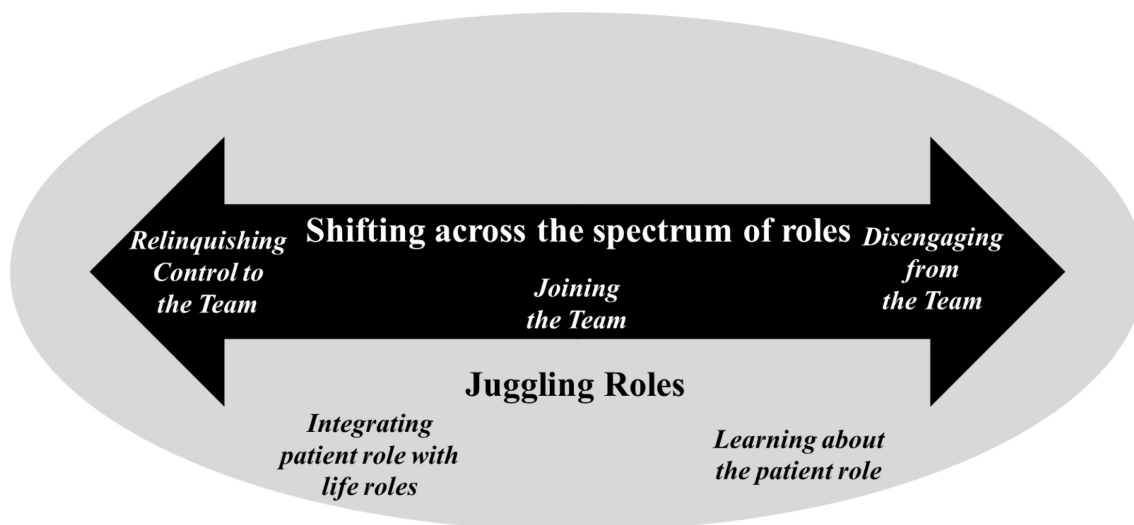 Shifting across the spectrum of roles
Relinquishing
Control to
the Team
Joining
the Team
Disengaging
from
the Team
Juggling Roles
Integrating
patient role with
life roles
Learning about
the patient role